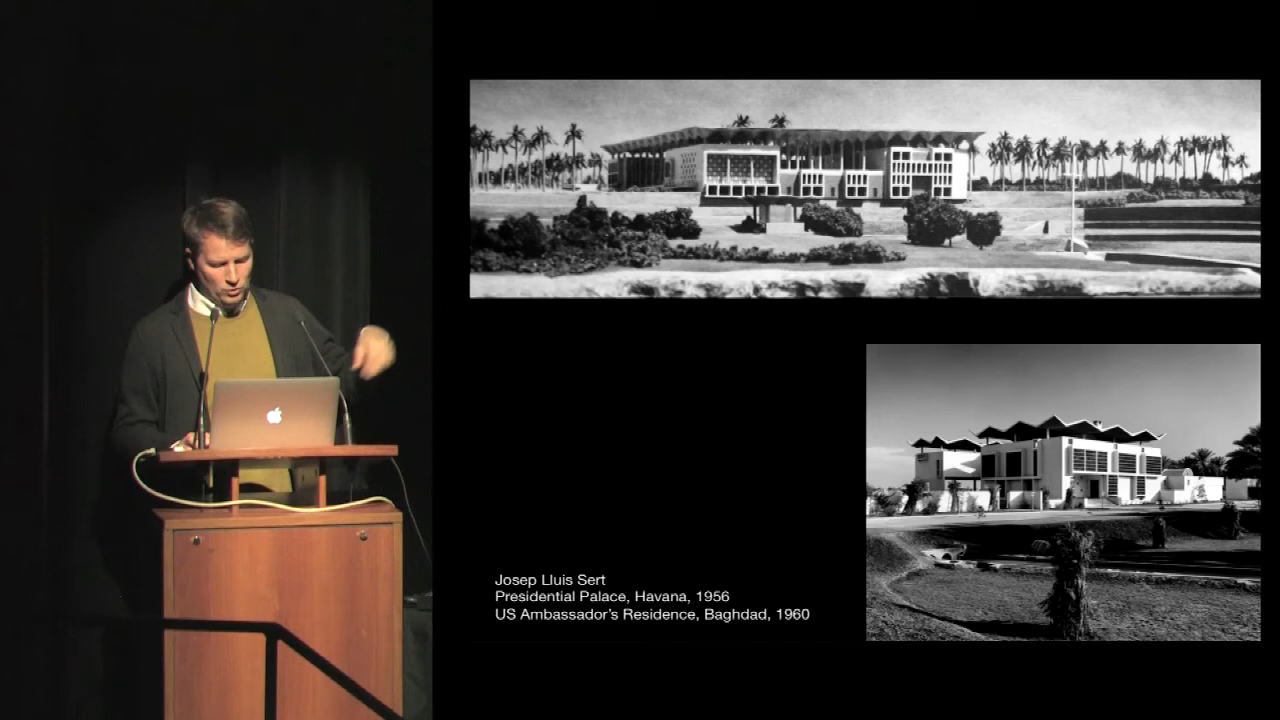 Josep Lluis Sert
Presidential Palace, Havana, 1956
US Ambassador’s Residence, Baghdad, 1960